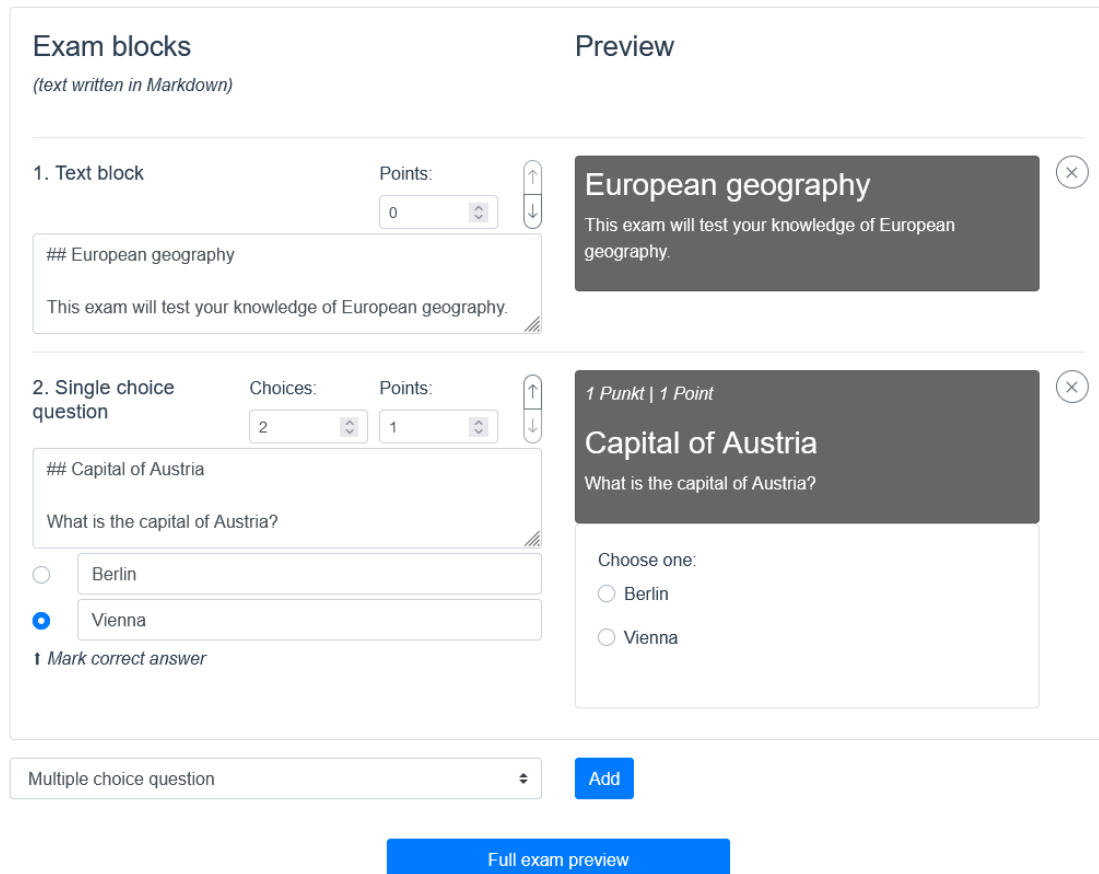 Exam blocks
Preview
(text written in Markdown)
1. Text block
Points:
0
## European geography
This exam will test your knowledge of European geography.
European geography
This exam will test your knowledge of European
geography.
2. Single choice
question
Choices:
2
Points:
1
## Capital of Austria
What is the capital of Austria?
Berlin
Vienna
⬆ Mark correct answer
1 Punkt | 1 Point
Capital of Austria
What is the capital of Austria?
Choose one:
Berlin
Vienna
Multiple choice question
Add
Full exam preview